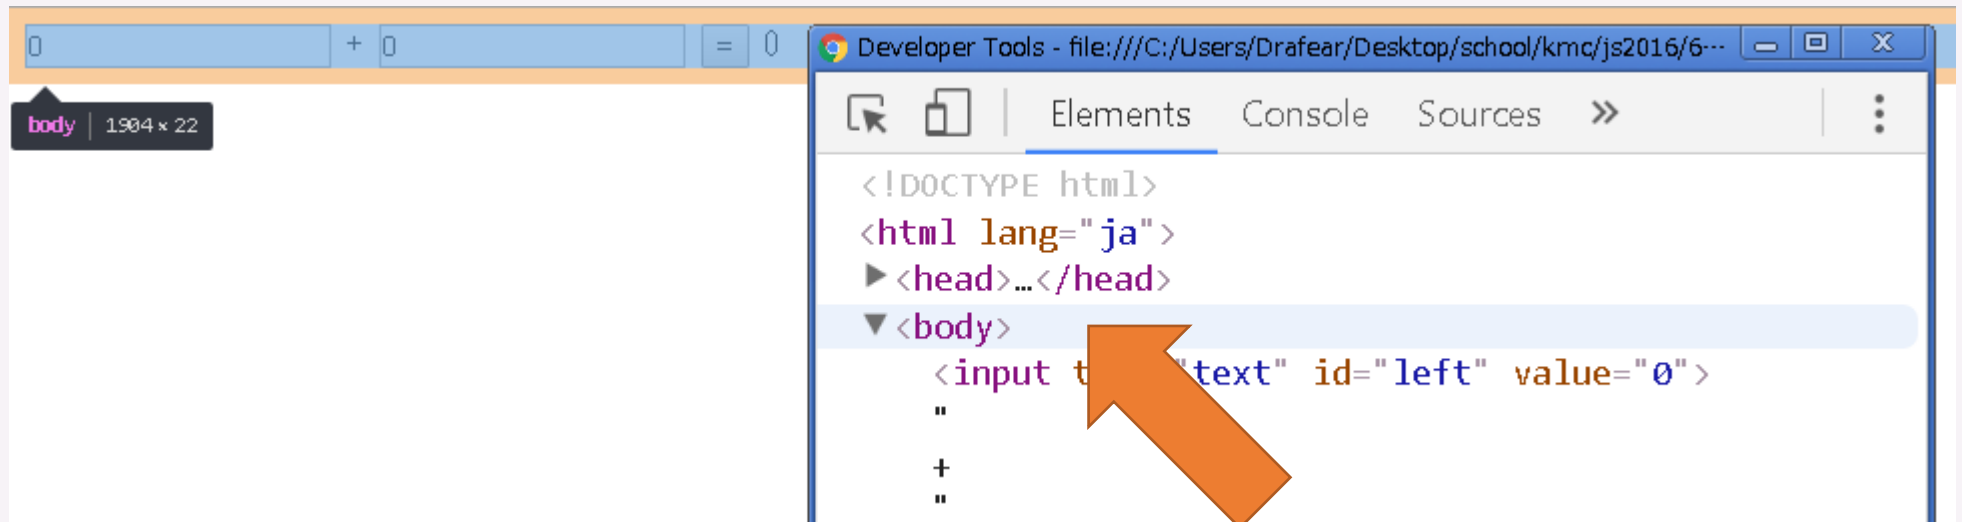 0 + 0 = 0
body | 1904 × 22
Developer Tools - file:///C:/Users/Drafear/Desktop/school/kmc/js2016/6…
Elements Console Sources »
<!DOCTYPE html>
<html lang="ja">
▶<head>…</head>
▼<body>
<input t "text" id="left" value="0">
"
+
"